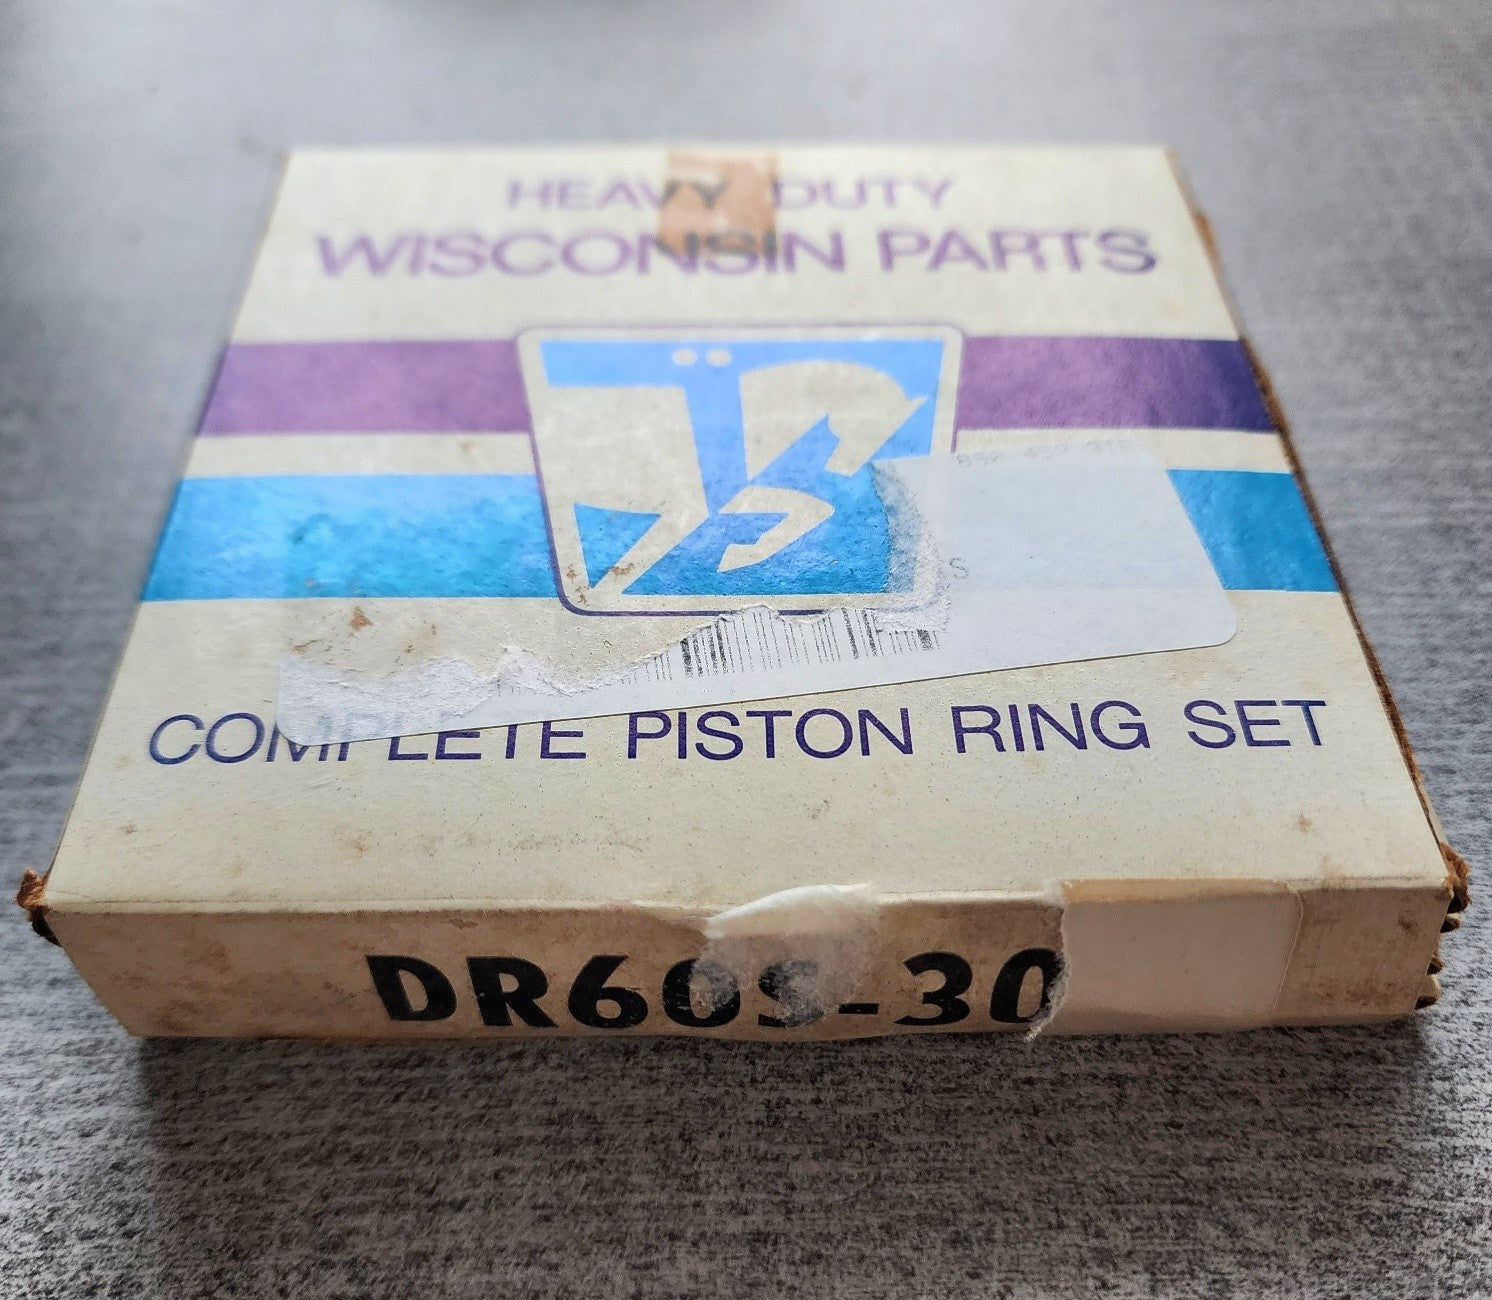 HEAVY DUTY
WISCONSIN PARTS
COMPLETE PISTON RING SET
DR60S-30